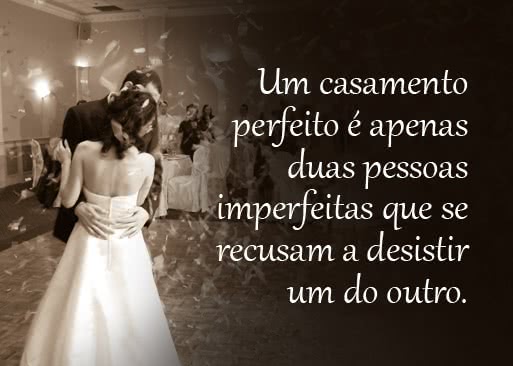 Um casamento
perfeito é apenas
duas pessoas
imperfeitas que se
recusam a desistir
um do outro.